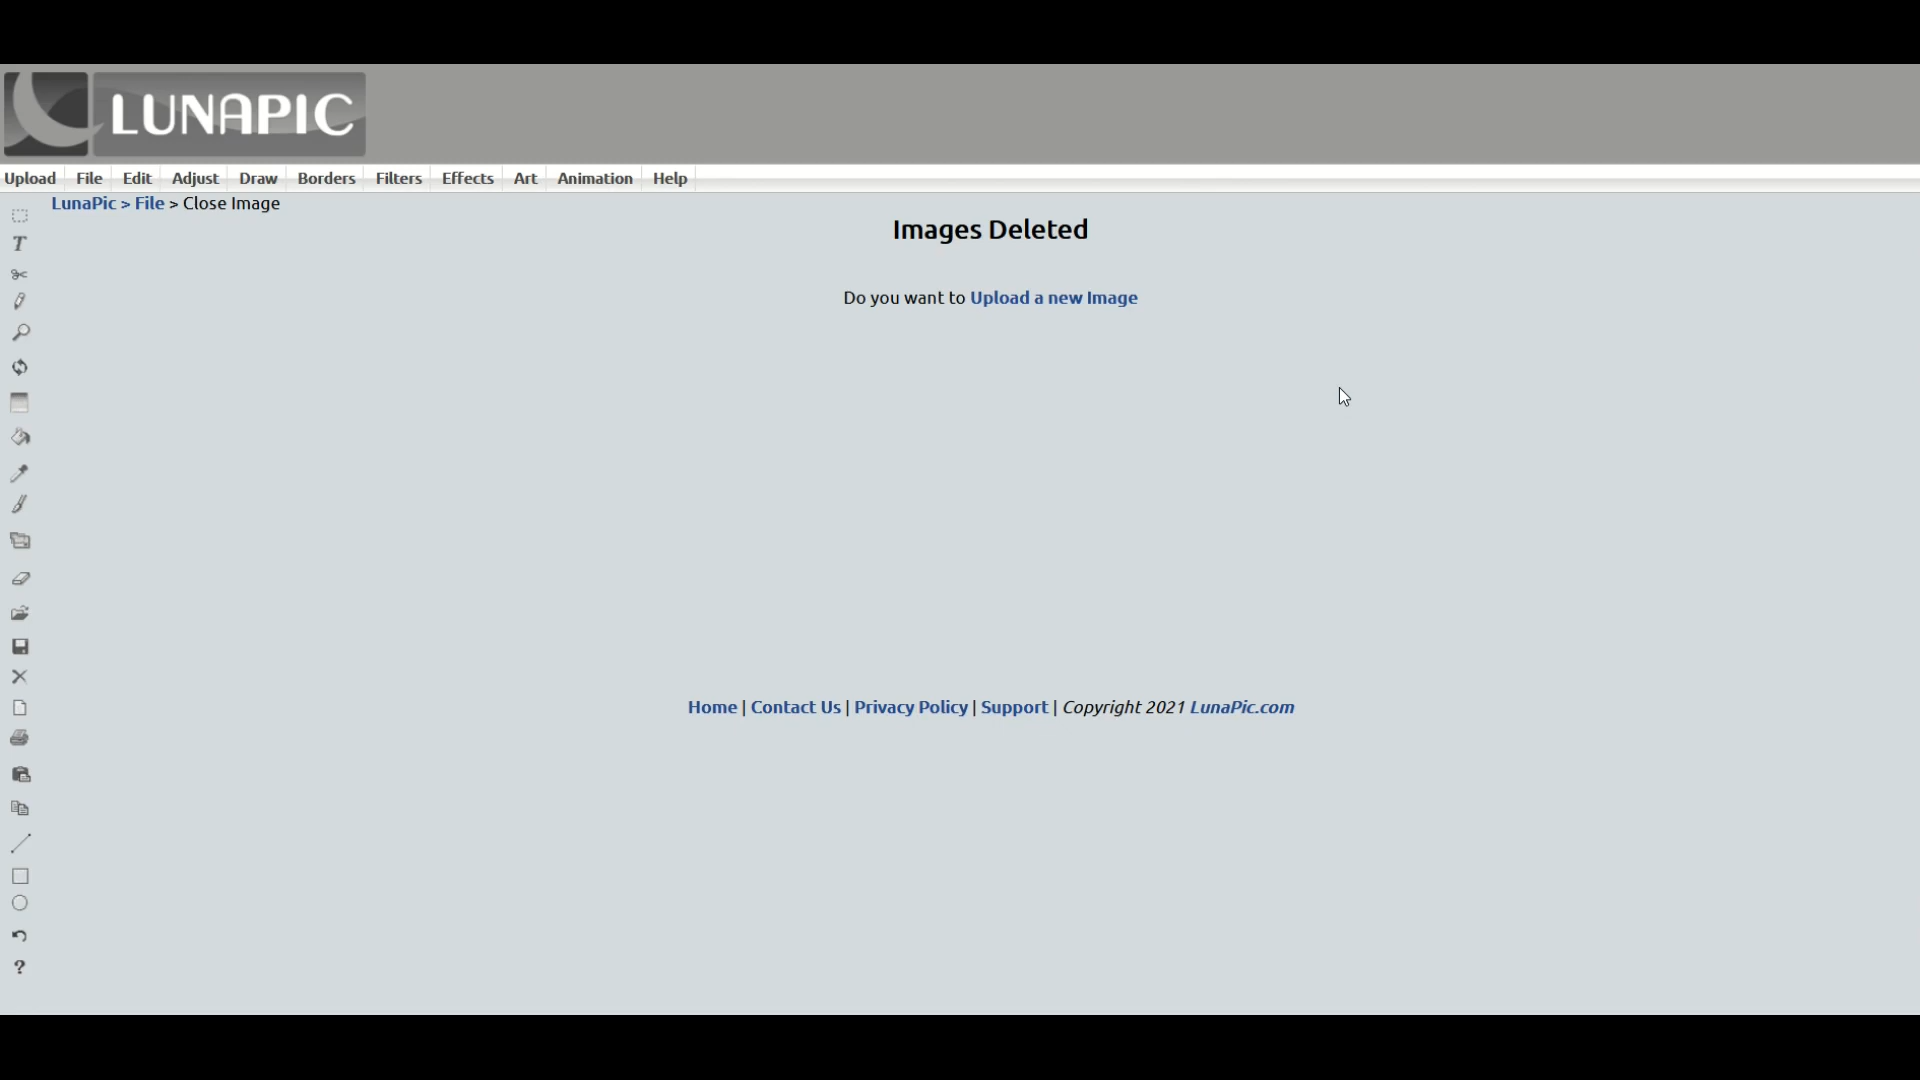 LUNAPIC
Upload File Edit Adjust Draw Borders Filters Effects Art Animation Help
LunaPic > File > Close Image
Images Deleted
Do you want to Upload a new Image
Home | Contact Us | Privacy Policy | Support | Copyright 2021 LunaPic.com